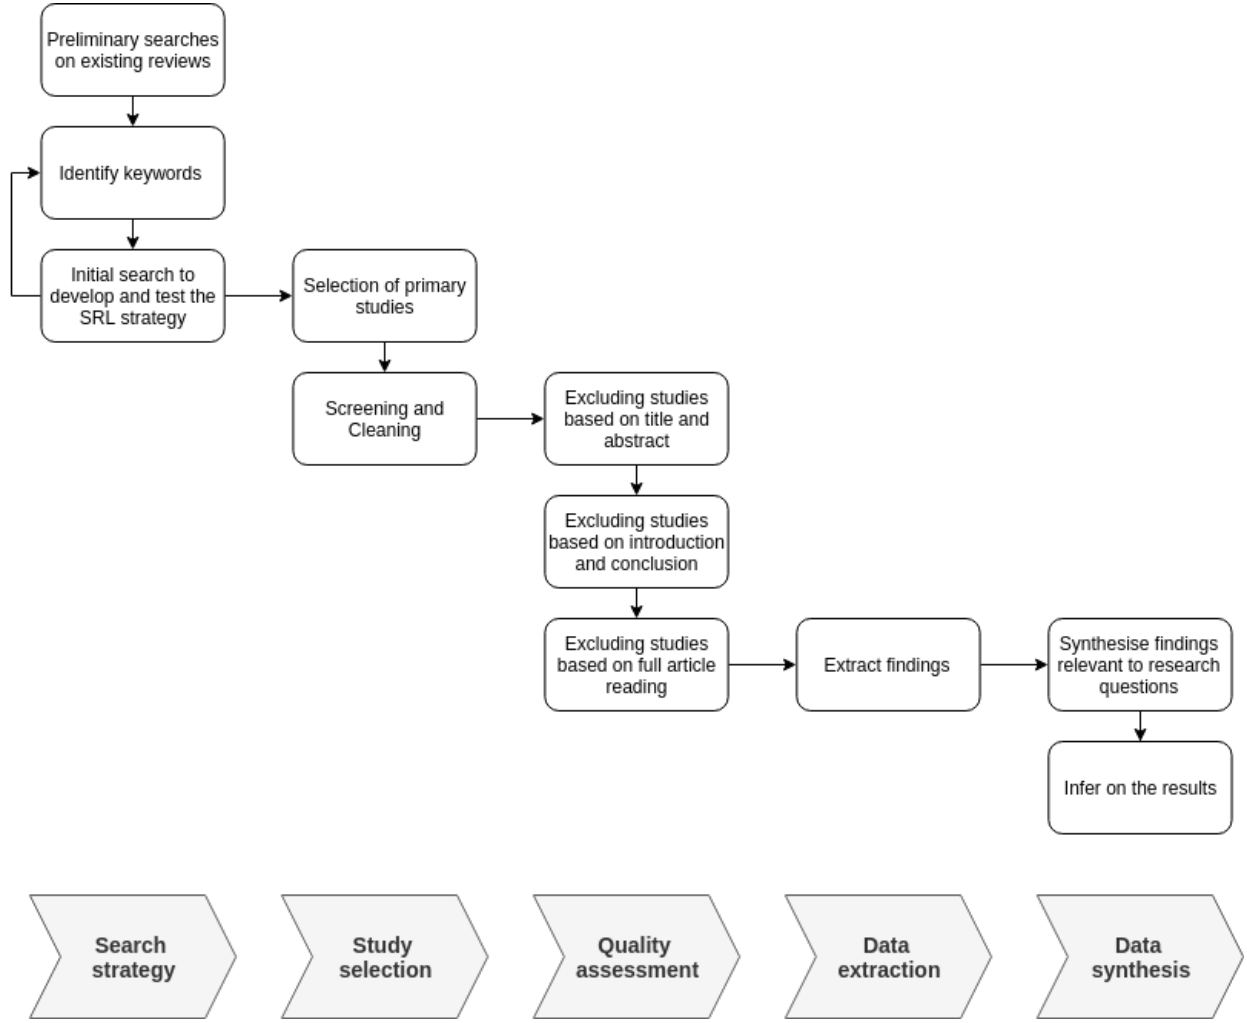 Preliminary searches
on existing reviews
Identify keywords
Initial search to
develop and test the
SRL strategy
Selection of primary
studies
Screening and
Cleaning
Excluding studies
based on title and
abstract
Excluding studies
based on introduction
and conclusion
Excluding studies
based on full article
reading
Extract findings
Synthesise findings
relevant to research
questions
Infer on the results
Search
strategy
Study
selection
Quality
assessment
Data
extraction
Data
synthesis